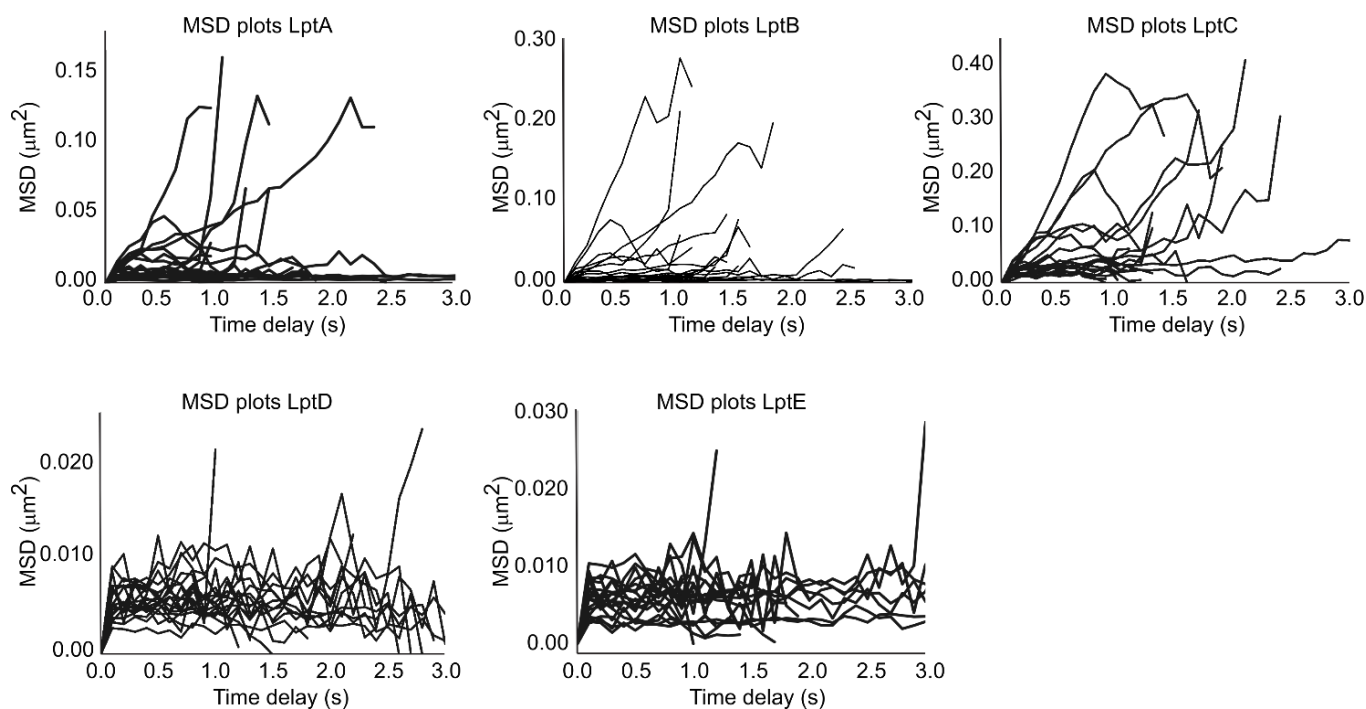 MSD plots LptA
MSD (μm²)
0.15
0.10
0.05
0.00
0.0 0.5 1.0 1.5 2.0 2.5 3.0
Time delay (s)
MSD plots LptB
MSD (μm²)
0.30
0.20
0.10
0.00
0.0 0.5 1.0 1.5 2.0 2.5 3.0
Time delay (s)
MSD plots LptC
MSD (μm²)
0.40
0.30
0.20
0.10
0.00
0.0 0.5 1.0 1.5 2.0 2.5 3.0
Time delay (s)
MSD plots LptD
MSD (μm²)
0.020
0.010
0.00
0.0 0.5 1.0 1.5 2.0 2.5 3.0
Time delay (s)
MSD plots LptE
MSD (μm²)
0.030
0.020
0.010
0.00
0.0 0.5 1.0 1.5 2.0 2.5 3.0
Time delay (s)